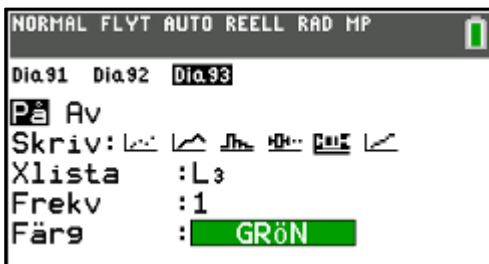 NORMAL FLYT AUTO REELL RAD MP
Dia91 Dia92 Dia93
På Av
Skriv:
Xlista :L3
Frekv :1
Färg : GRöN